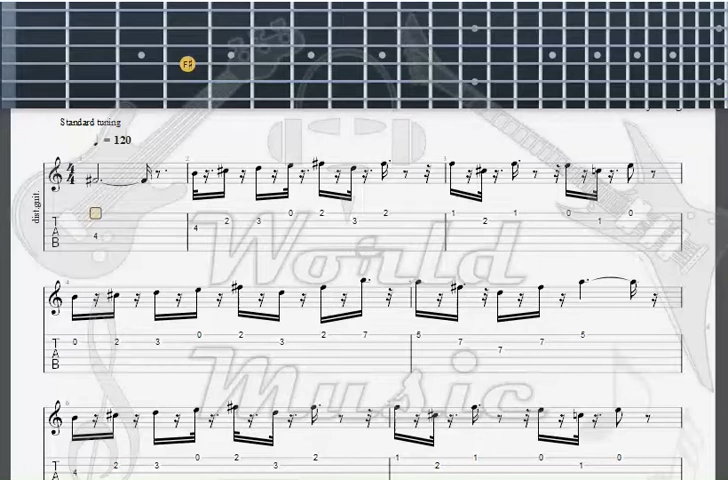 F#
Standard tuning
♩ = 120
dist.guit.
4 4
T A B
4 4 2 3 0 2 3 2 1 2 1 0 1 0
World
0 2 3 0 2 3 2 7 5 7 7 7 5
Music
4 2 3 0 2 3 2 1 2 1 0 1 0